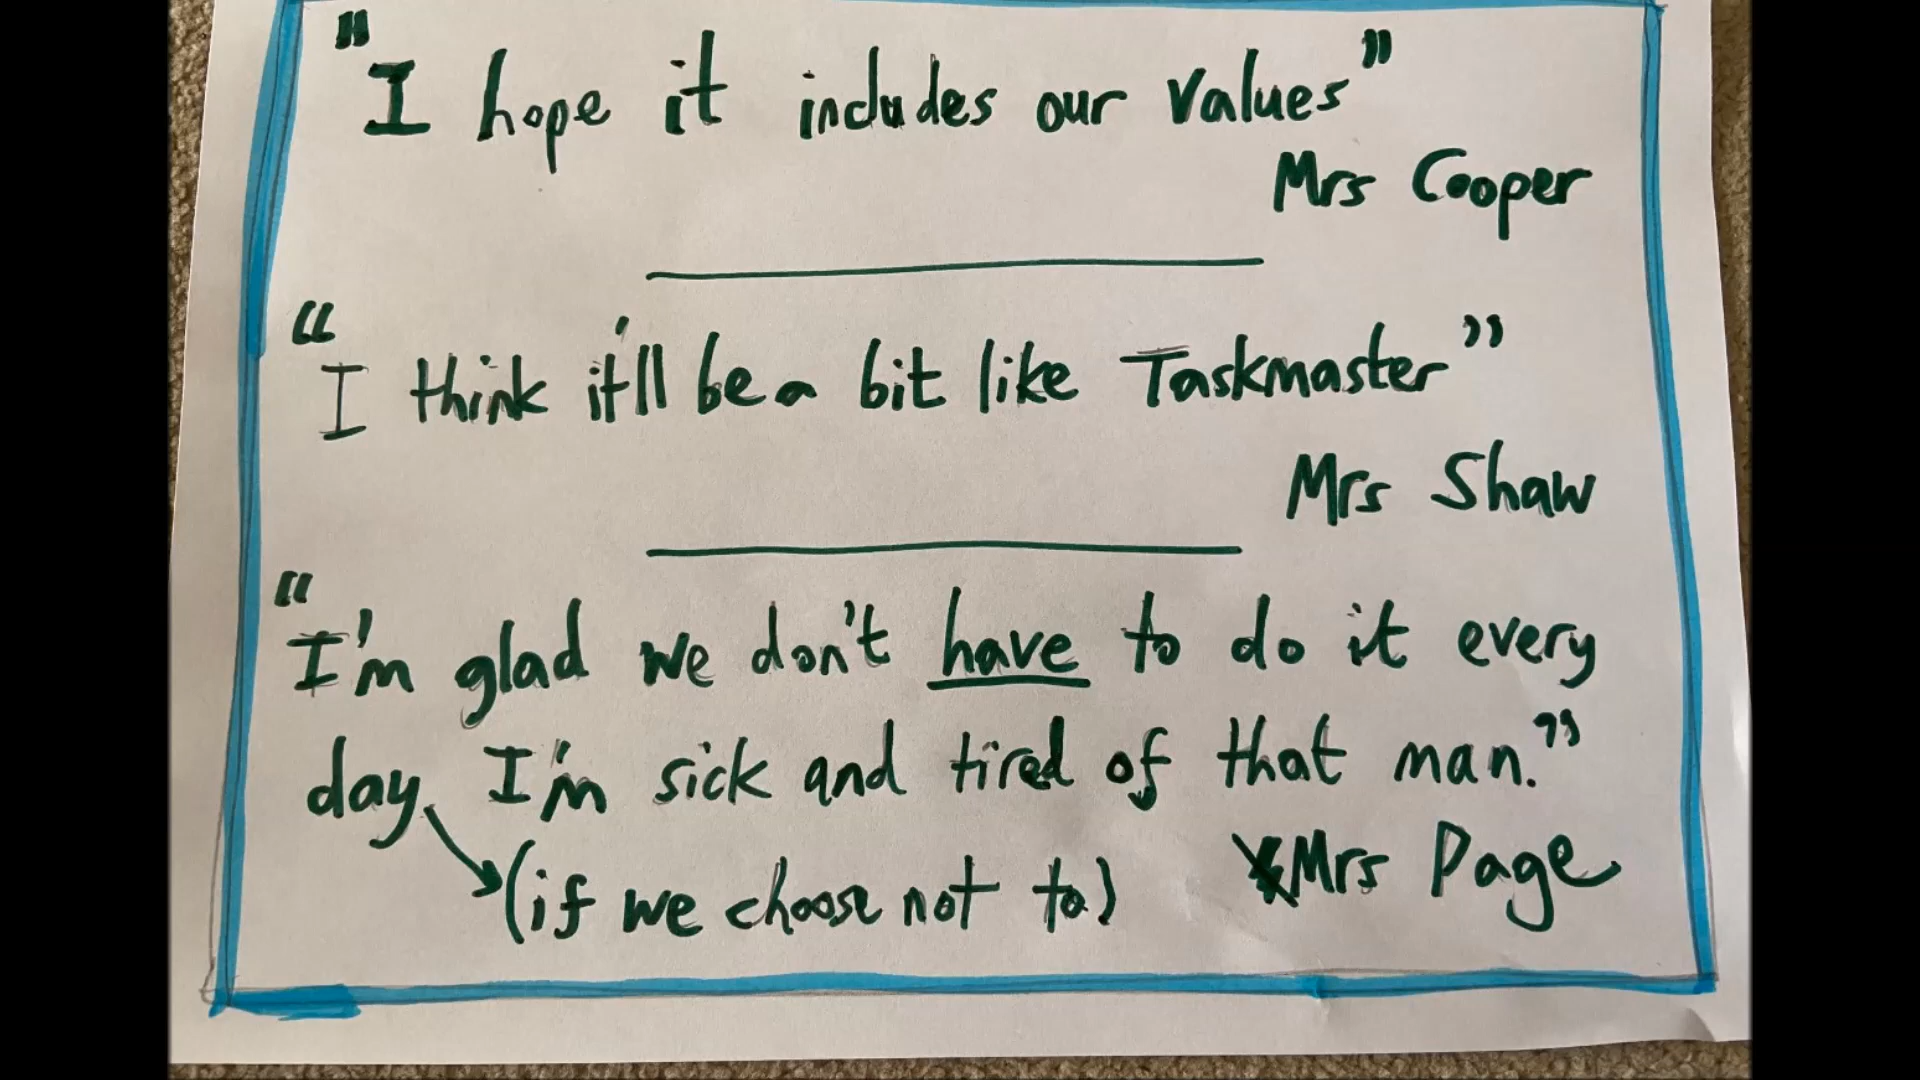 "I hope it includes our values"
Mrs Cooper
"I think it'll be a bit like Taskmaster"
Mrs Shaw
"I'm glad we don't have to do it every
day, I'm sick and tired of that man."
(if we choose not to) Mrs Page